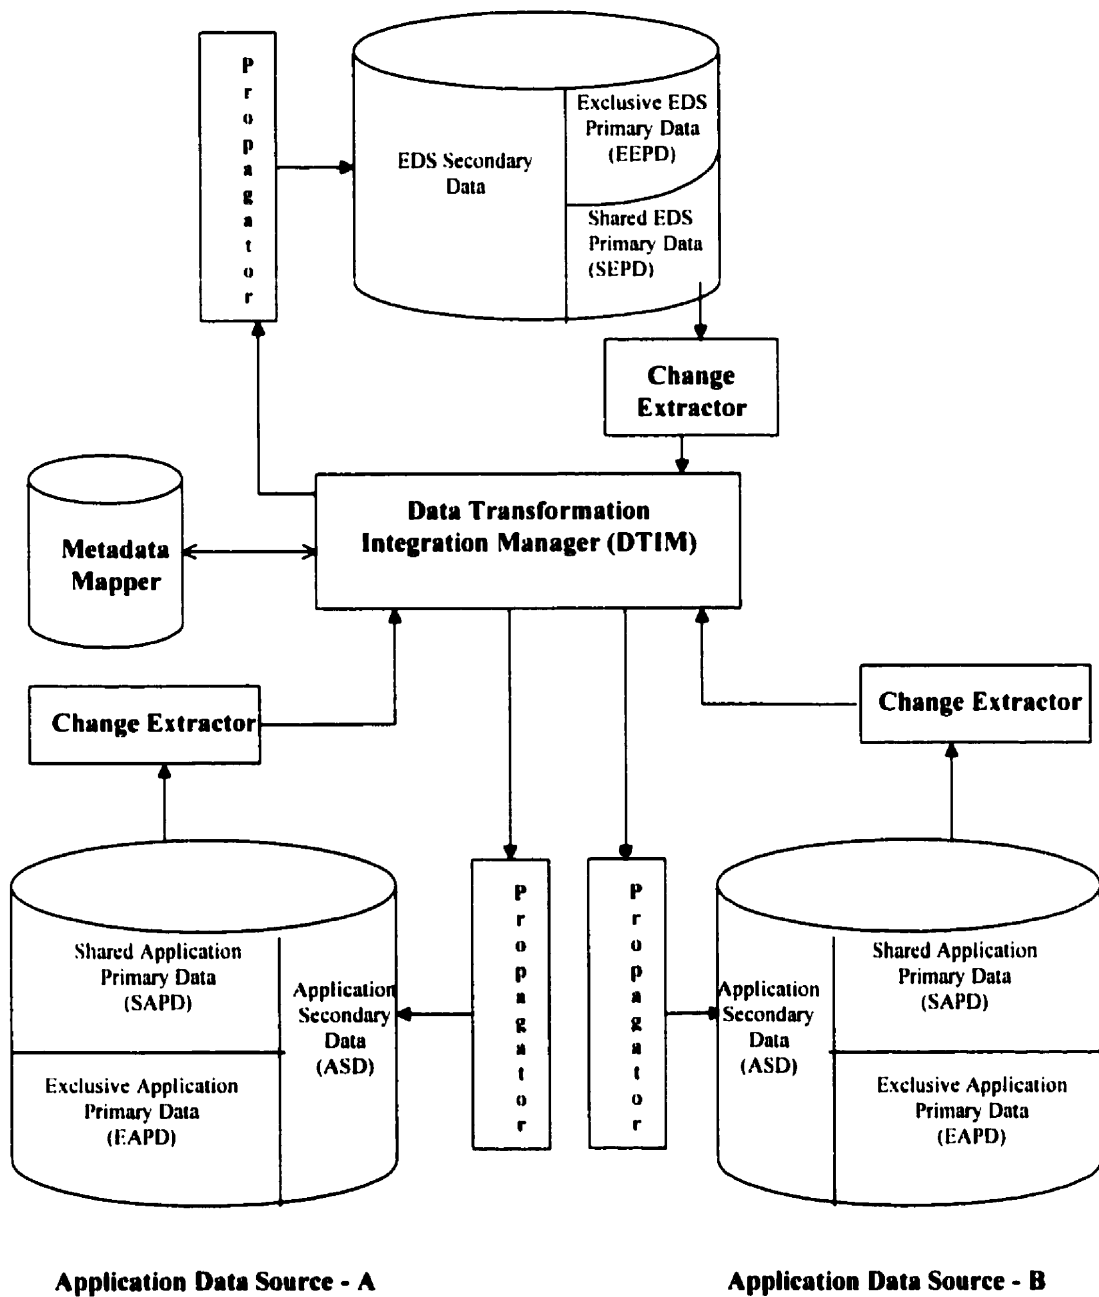 Propagator
EDS Secondary
Data
Exclusive EDS
Primary Data
(EEPD)
Shared EDS
Primary Data
(SEPD)
Change
Extractor
Data Transformation
Integration Manager (DTIM)
Metadata
Mapper
Change Extractor
Change Extractor
Shared Application
Primary Data
(SAPD)
Exclusive Application
Primary Data
(EAPD)
Application
Secondary
Data
(ASD)
Propagator
Propagator
Application
Secondary
Data
(ASD)
Shared Application
Primary Data
(SAPD)
Exclusive Application
Primary Data
(EAPD)
Application Data Source - A
Application Data Source - B